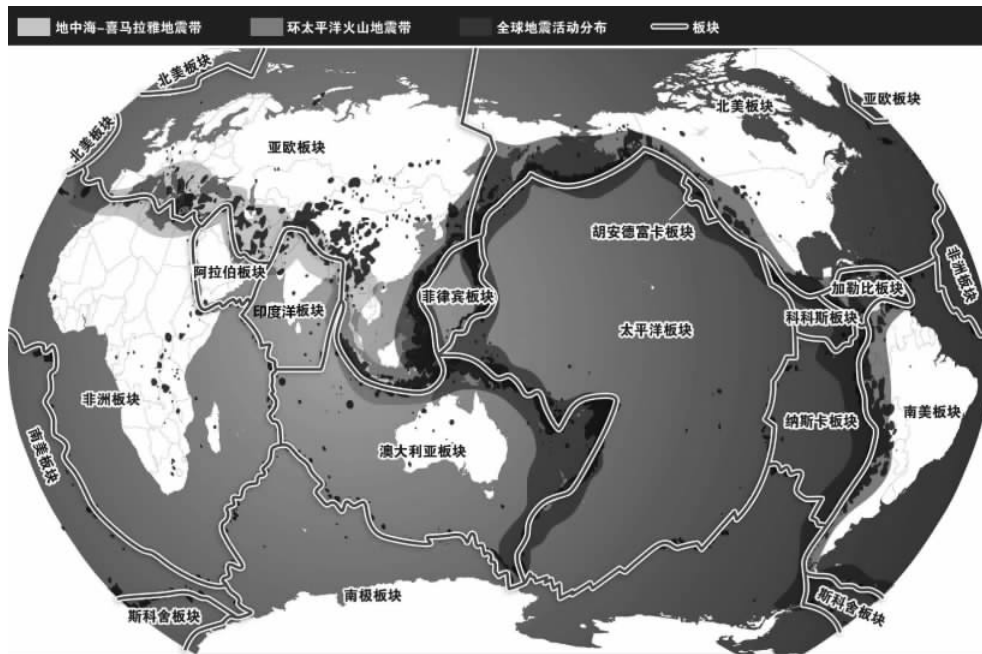 地中海-喜马拉雅地震带 环太平洋火山地震带 全球地震活动分布 板块
北美板块
北美板块
亚欧板块
北美板块
亚欧板块
胡安德富卡板块
阿拉伯板块
印度洋板块
菲律宾板块
太平洋板块
加勒比板块
科科斯板块
非洲板块
非洲板块
南美板块
澳大利亚板块
纳斯卡板块
南美板块
南极板块
斯科舍板块
斯科舍板块